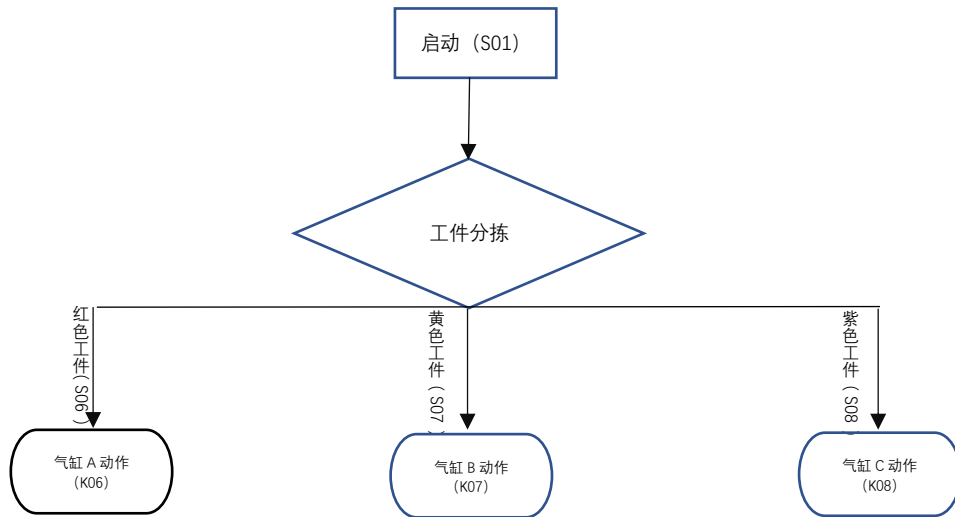 启动（S01）
工件分拣
红色工件（S06）
黄色工件（S07）
紫色工件（S08）
气缸 A 动作
（K06）
气缸 B 动作
（K07）
气缸 C 动作
（K08）